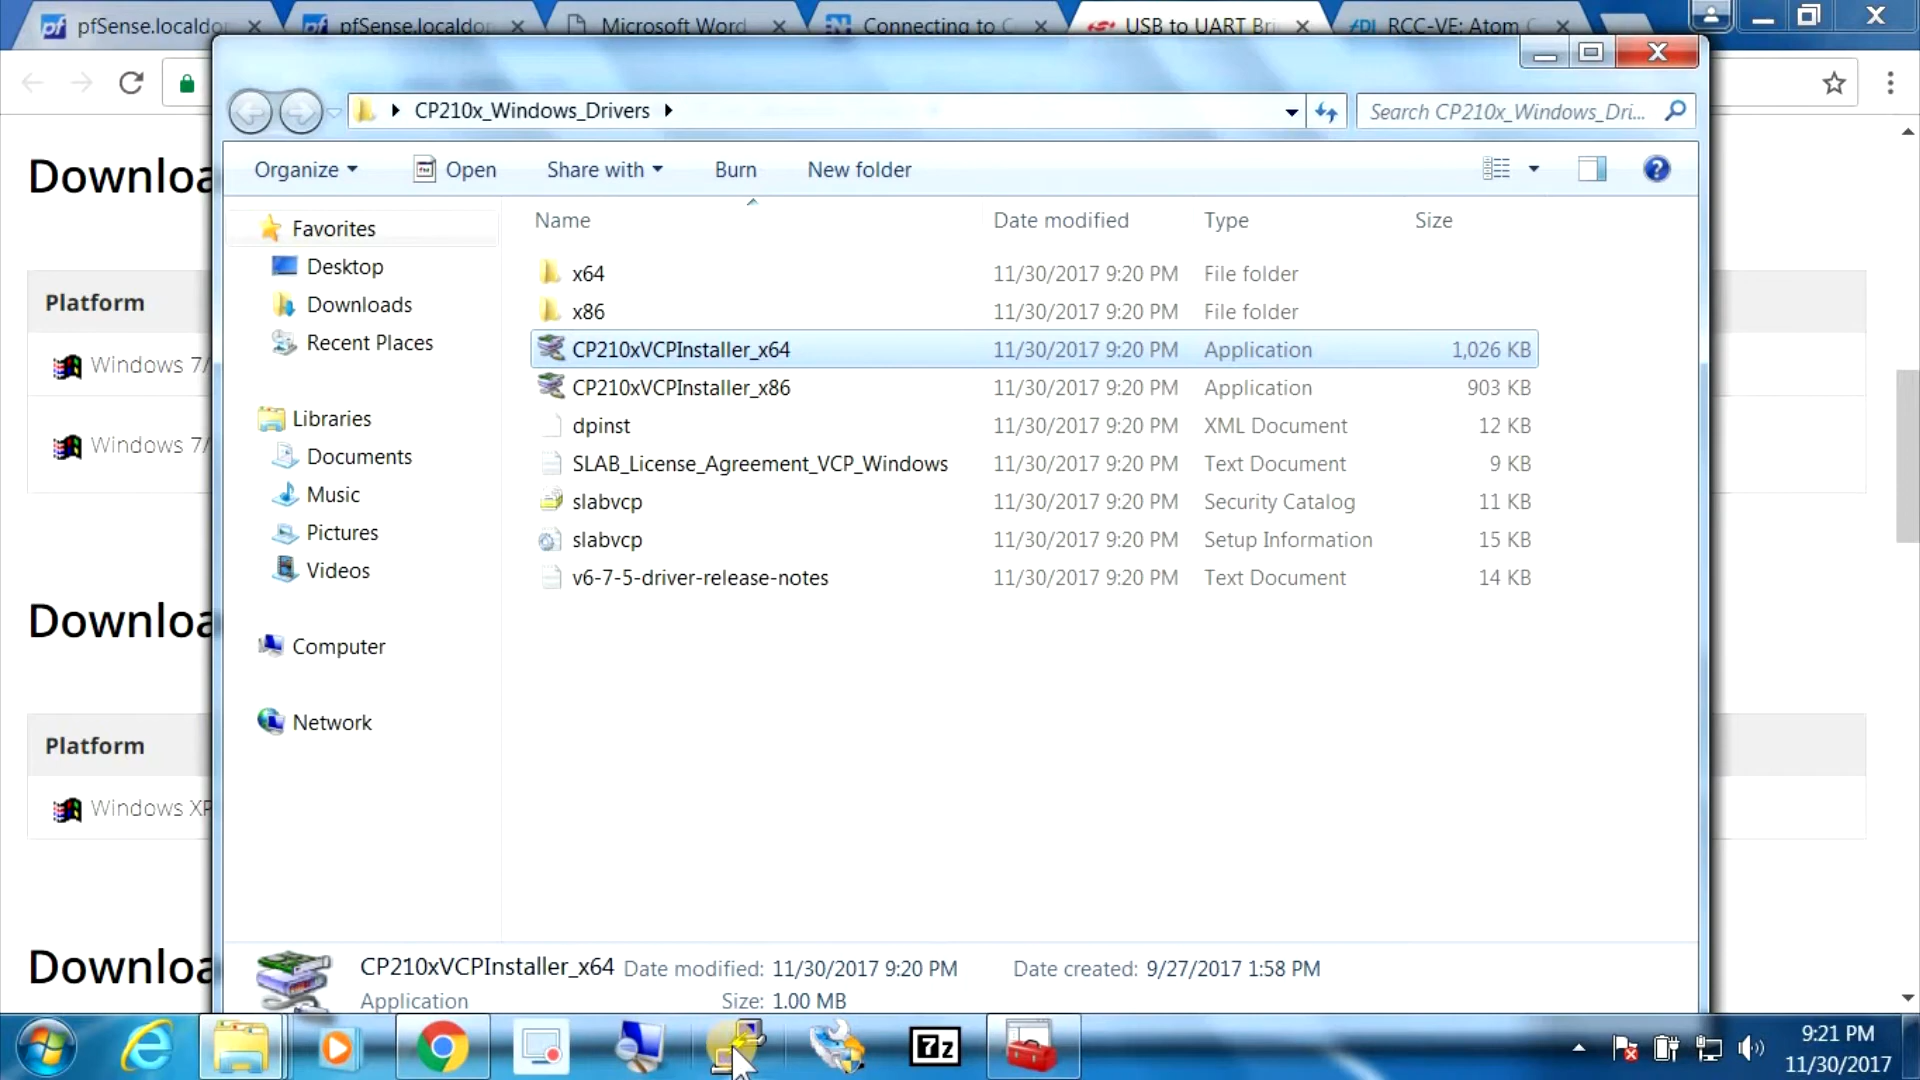 pfSense.localdo
pfSense.localdo
Microsoft Word
Connecting to C
USB to UART Bri
RCC-VE: Atom C
CP210x_Windows_Drivers
Search CP210x_Windows_Dri...
Organize
Open
Share with
Burn
New folder
Name
Date modified
Type
Size
Favorites
Desktop
Downloads
Recent Places
Libraries
Documents
Music
Pictures
Videos
Computer
Network
x64 11/30/2017 9:20 PM File folder
x86 11/30/2017 9:20 PM File folder
CP210xVCPInstaller_x64 11/30/2017 9:20 PM Application 1,026 KB
CP210xVCPInstaller_x86 11/30/2017 9:20 PM Application 903 KB
dpinst 11/30/2017 9:20 PM XML Document 12 KB
SLAB_License_Agreement_VCP_Windows 11/30/2017 9:20 PM Text Document 9 KB
slabvcp 11/30/2017 9:20 PM Security Catalog 11 KB
slabvcp 11/30/2017 9:20 PM Setup Information 15 KB
v6-7-5-driver-release-notes 11/30/2017 9:20 PM Text Document 14 KB
CP210xVCPInstaller_x64 Date modified: 11/30/2017 9:20 PM Date created: 9/27/2017 1:58 PM
Application Size: 1.00 MB
Downloa
Platform
Windows 7/
Windows 7/
Downloa
Platform
Windows XP
Downloa
7z
9:21 PM
11/30/2017